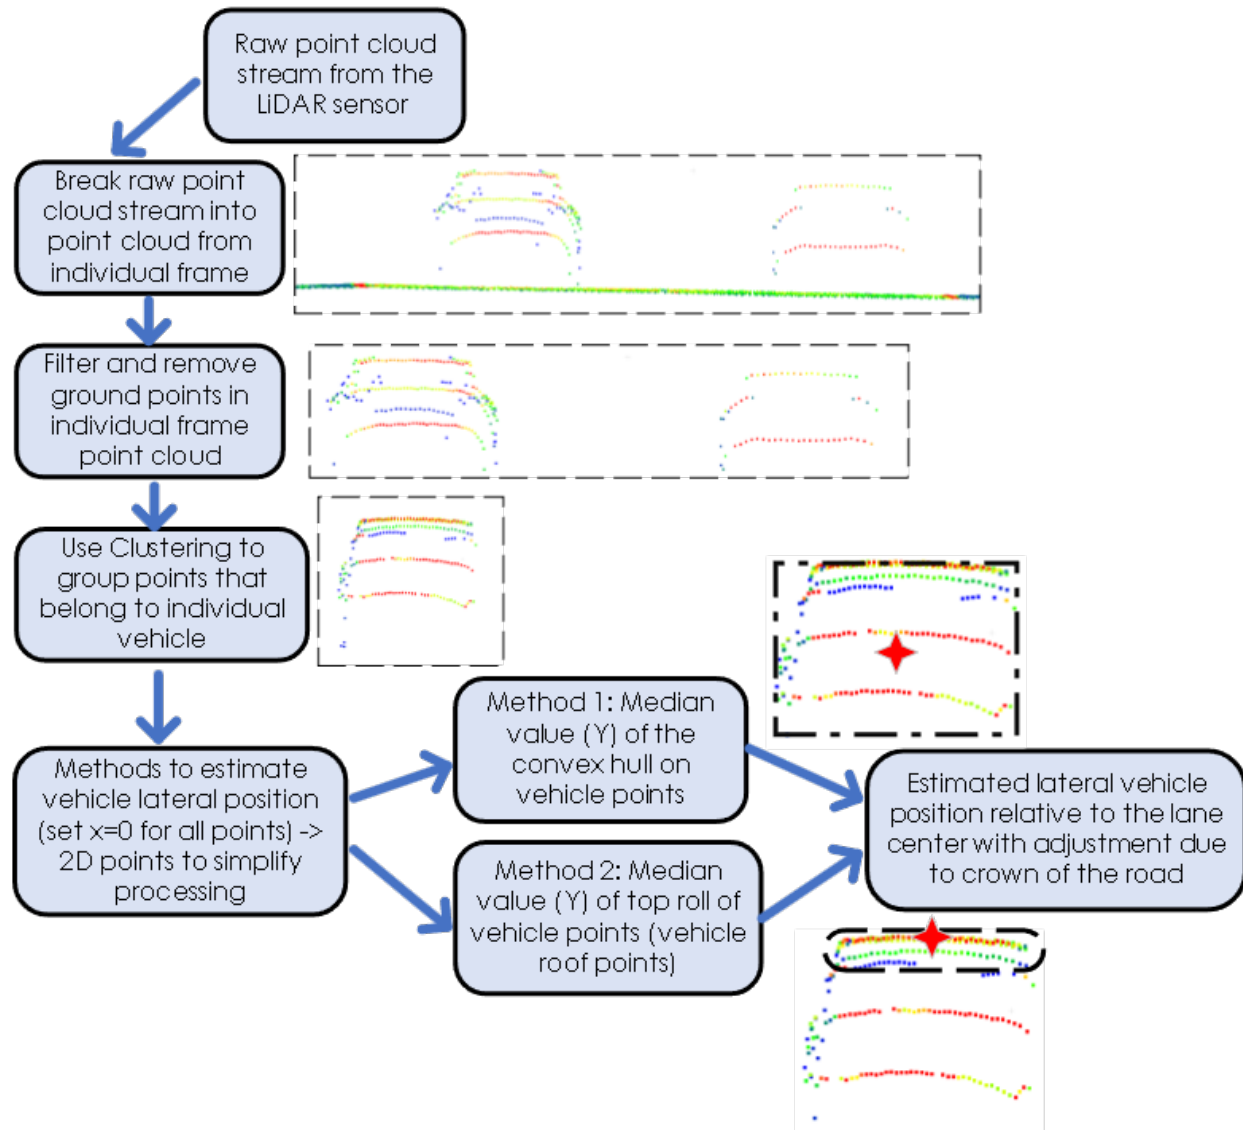 Raw point cloud
stream from the
LiDAR sensor
Break raw point
cloud stream into
point cloud from
individual frame
Filter and remove
ground points in
individual frame
point cloud
Use Clustering to
group points that
belong to individual
vehicle
Methods to estimate
vehicle lateral position
(set x=0 for all points) ->
2D points to simplify
processing
Method 1: Median
value (Y) of the
convex hull on
vehicle points
Method 2: Median
value (Y) of top roll of
vehicle points (vehicle
roof points)
Estimated lateral vehicle
position relative to the lane
center with adjustment due
to crown of the road